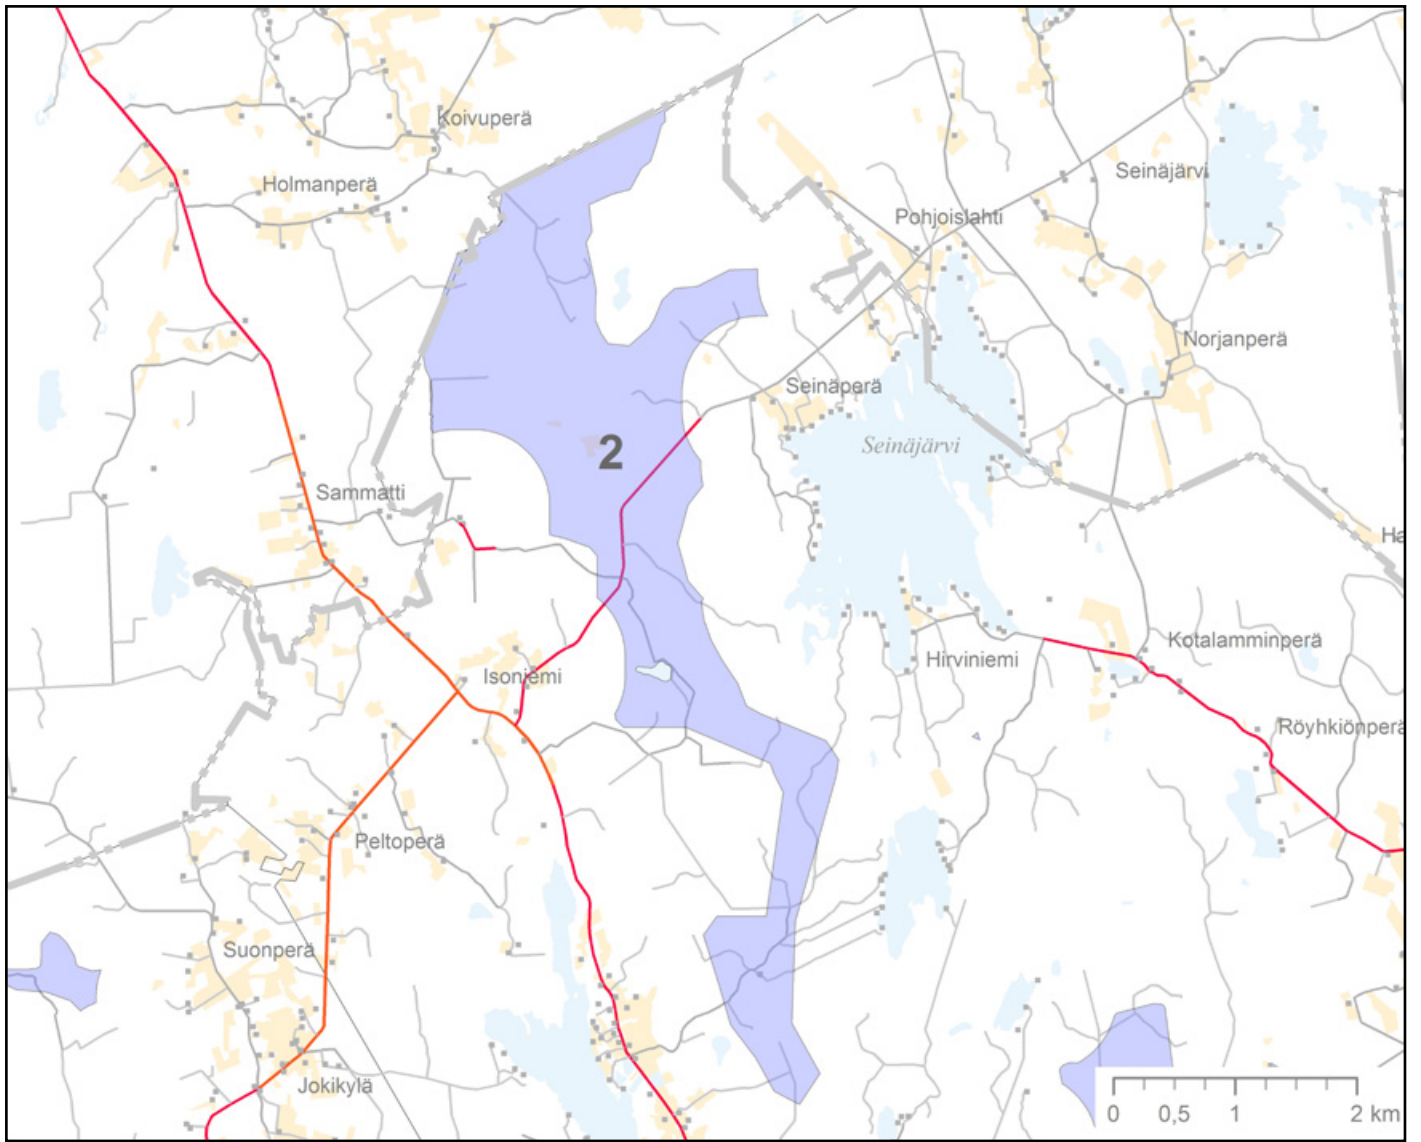 Koivuperä
Holmanperä
Seinäjärvi
Pohjoislahti
Norjanperä
Seinäperä
Seinäjärvi
2
Sammatti
Ha
Kotalamminperä
Hirviniemi
Isoniemi
Röyhkiönperä
Peltoperä
Suonperä
Jokikylä
0 0,5 1 2 km